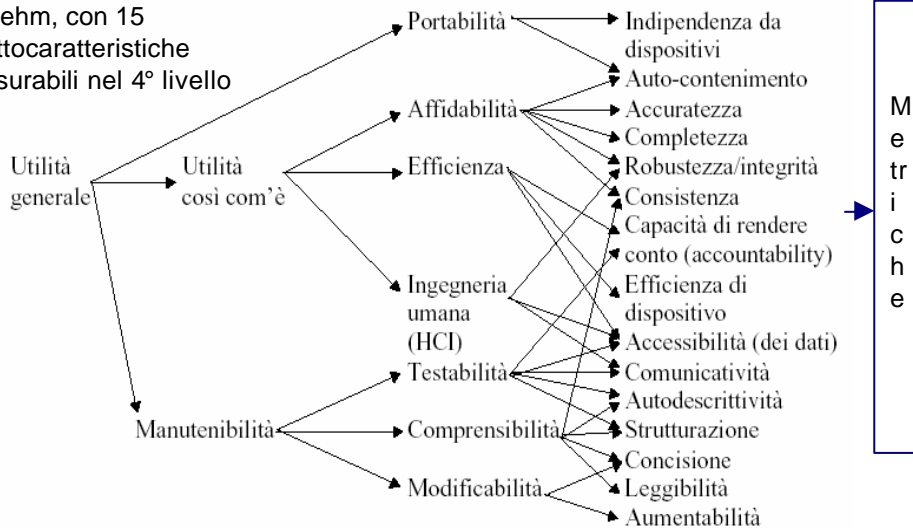 ehm, con 15
ttocaratteristiche
surabili nel 4° livello
Utilità
generale
Utilità
così com'è
Manutenibilità
Portabilità
Affidabilità
Efficienza
Ingegneria
umana
(HCI)
Testabilità
Comprensibilità
Modificabilità
Indipendenza da
dispositivi
Auto-contenimento
Accuratezza
Completezza
Robustezza/integrità
Consistenza
Capacità di rendere
conto (accountability)
Efficienza di
dispositivo
Accessibilità (dei dati)
Comunicatività
Autodescrittività
Strutturazione
Concisione
Leggibilità
Aumentabilità
M
e
tr
i
c
h
e